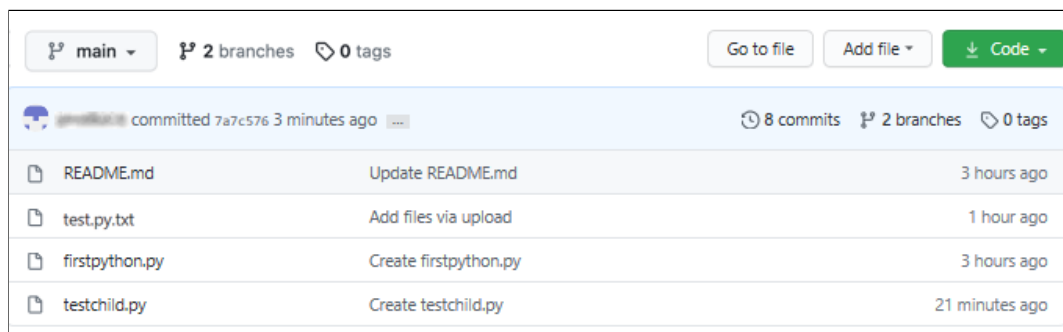 main 2 branches 0 tags Go to file Add file Code
committed 7a7c576 3 minutes ago ... 8 commits 2 branches 0 tags
README.md Update README.md 3 hours ago
test.py.txt Add files via upload 1 hour ago
firstpython.py Create firstpython.py 3 hours ago
testchild.py Create testchild.py 21 minutes ago